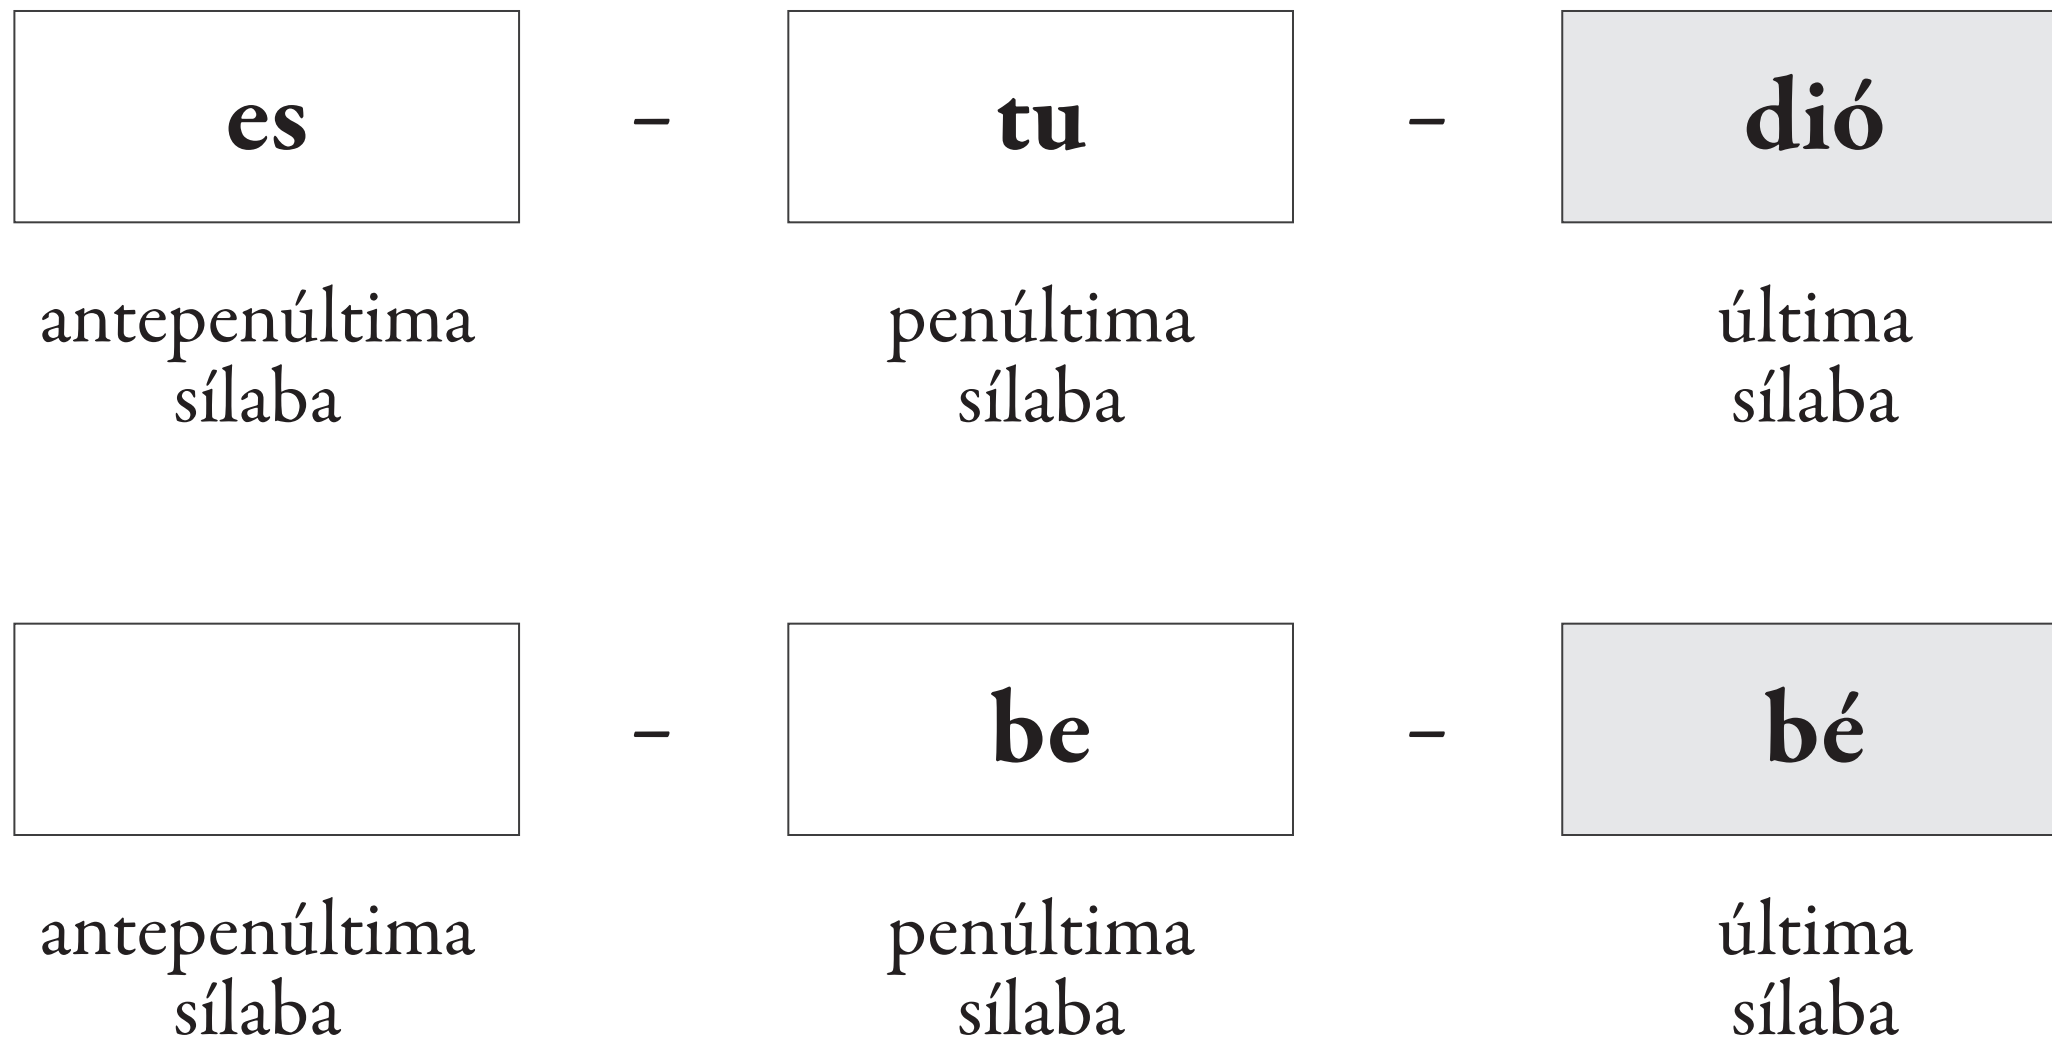 es – tu – dió
antepenúltima penúltima última
sílaba sílaba sílaba
– be – bé
antepenúltima penúltima última
sílaba sílaba sílaba